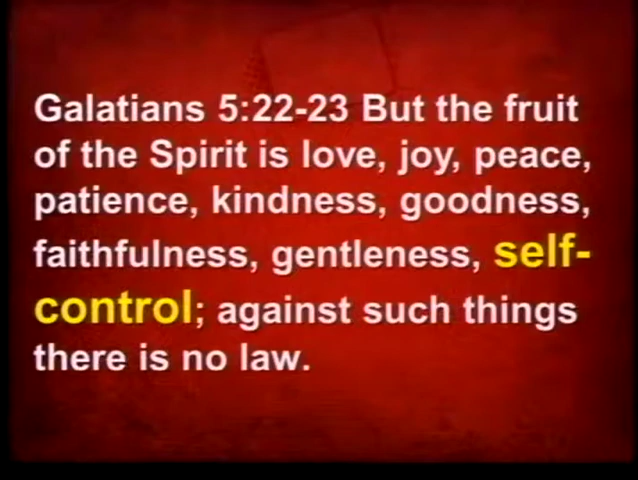 Galatians 5:22-23 But the fruit
of the Spirit is love, joy, peace,
patience, kindness, goodness,
faithfulness, gentleness, self-
control; against such things
there is no law.